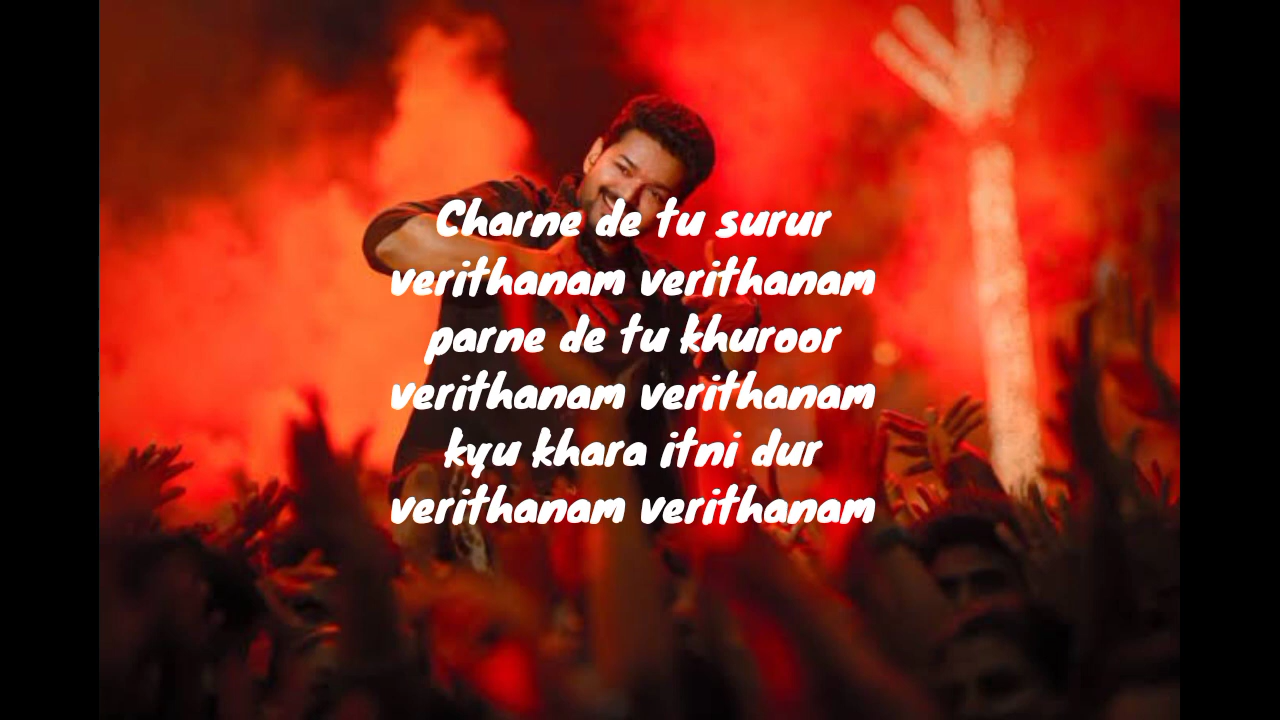 Charne de tu surur
verithanam verithanam
parne de tu khuroor
verithanam verithanam
kyu khara itni dur
verithanam verithanam